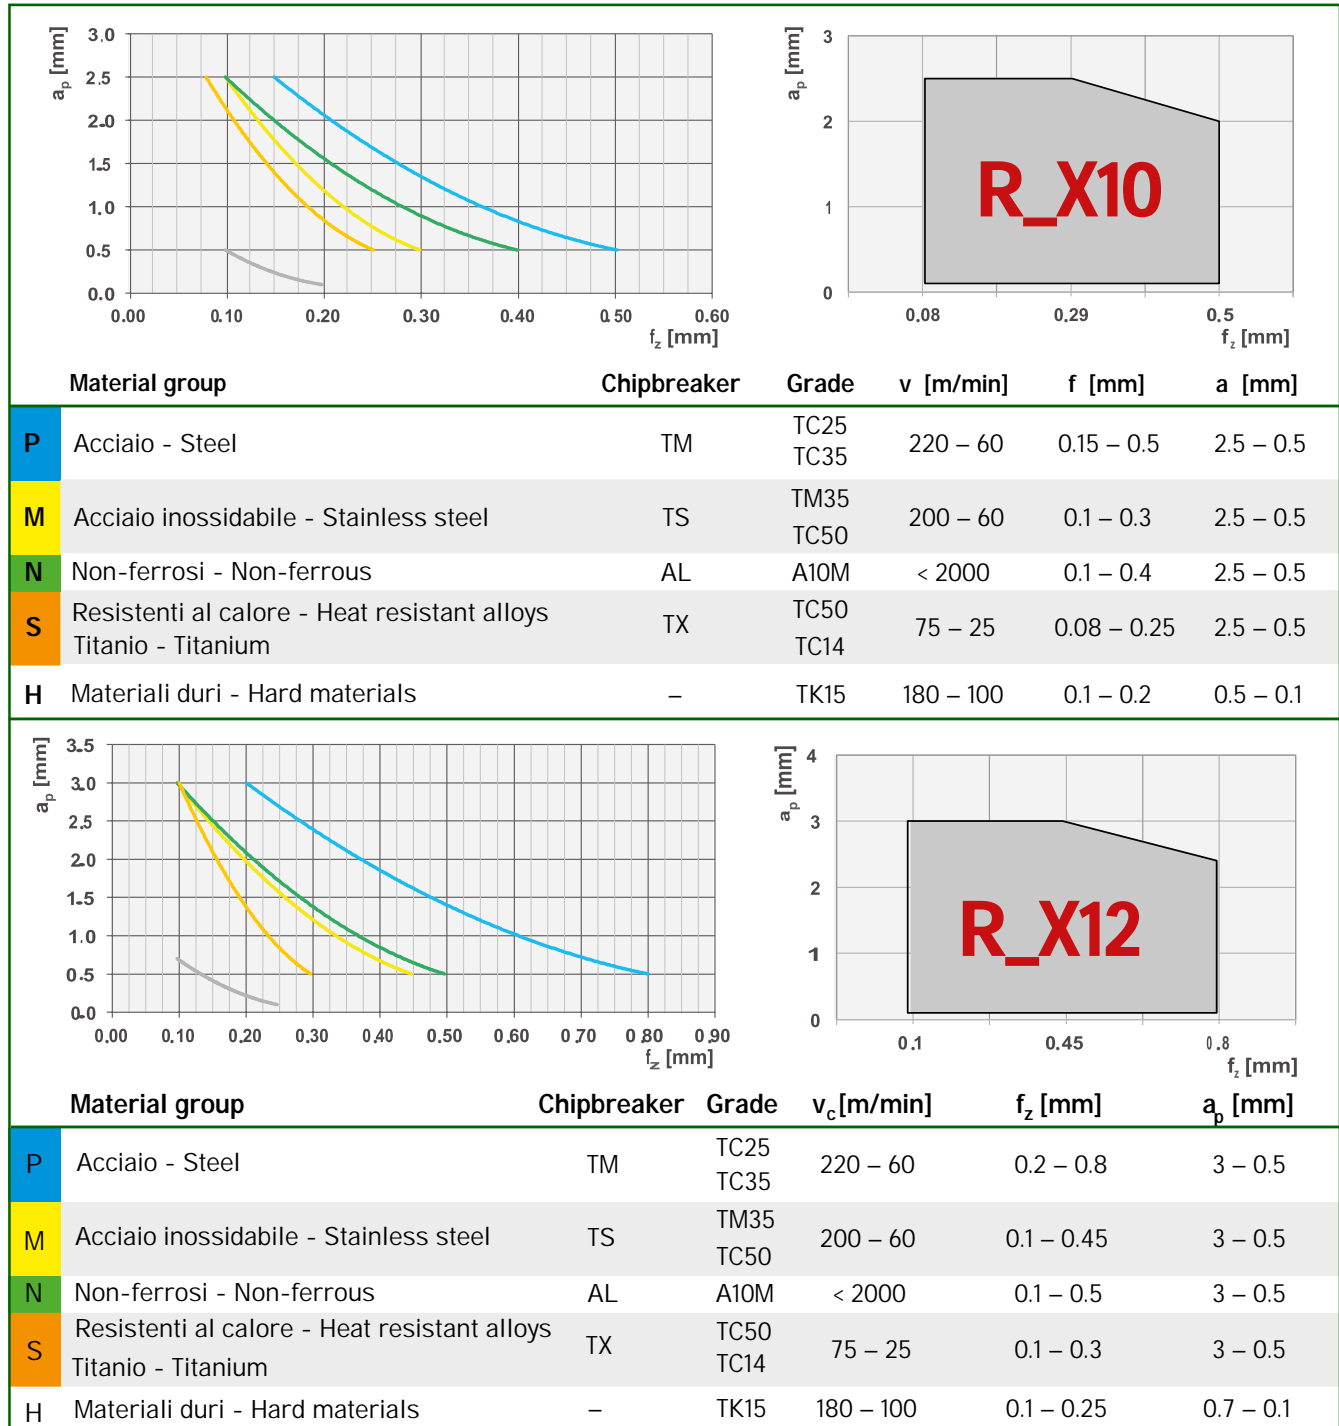 3.0
2.5
2.0
1.5
1.0
0.5
0.0
a_p [mm]
0.00 0.10 0.20 0.30 0.40 0.50 0.60
f_z [mm]
3
2
1
0
a_p [mm]
R_X10
0.08 0.29 0.5
f_z [mm]
Material group Chipbreaker Grade v [m/min] f [mm] a [mm]
P Acciaio - Steel TM TC25 TC35 220 – 60 0.15 – 0.5 2.5 – 0.5
M Acciaio inossidabile - Stainless steel TS TM35 TC50 200 – 60 0.1 – 0.3 2.5 – 0.5
N Non-ferrosi - Non-ferrous AL A10M < 2000 0.1 – 0.4 2.5 – 0.5
S Resistenti al calore - Heat resistant alloys TX TC50 75 – 25 0.08 – 0.25 2.5 – 0.5
Titanio - Titanium TC14
H Materiali duri - Hard materials – TK15 180 – 100 0.1 – 0.2 0.5 – 0.1
3.5
3.0
2.5
2.0
1.5
1.0
0.5
0.0
a_p [mm]
0.00 0.10 0.20 0.30 0.40 0.50 0.60 0.70 0.80 0.90
f_z [mm]
4
3
2
1
0
a_p [mm]
R_X12
0.1 0.45 0.8
f_z [mm]
Material group Chipbreaker Grade v_c [m/min] f_z [mm] a_p [mm]
P Acciaio - Steel TM TC25 TC35 220 – 60 0.2 – 0.8 3 – 0.5
M Acciaio inossidabile - Stainless steel TS TM35 TC50 200 – 60 0.1 – 0.45 3 – 0.5
N Non-ferrosi - Non-ferrous AL A10M < 2000 0.1 – 0.5 3 – 0.5
S Resistenti al calore - Heat resistant alloys TX TC50 75 – 25 0.1 – 0.3 3 – 0.5
Titanio - Titanium TC14
H Materiali duri - Hard materials – TK15 180 – 100 0.1 – 0.25 0.7 – 0.1